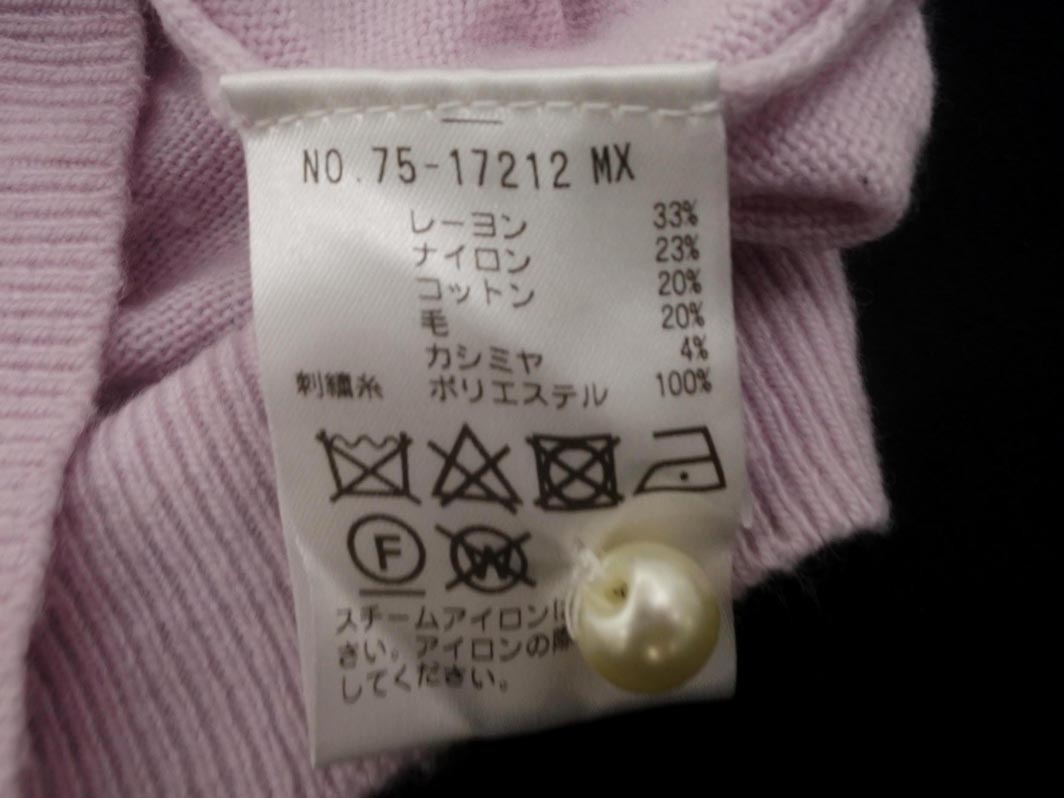 NO.75-17212 MX
レーヨン 33%
ナイロン 23%
コットン 20%
毛 20%
カシミヤ 4%
刺繍糸 ポリエステル 100%
F W
スチームアイロンは
さい。アイロンの際
してください。